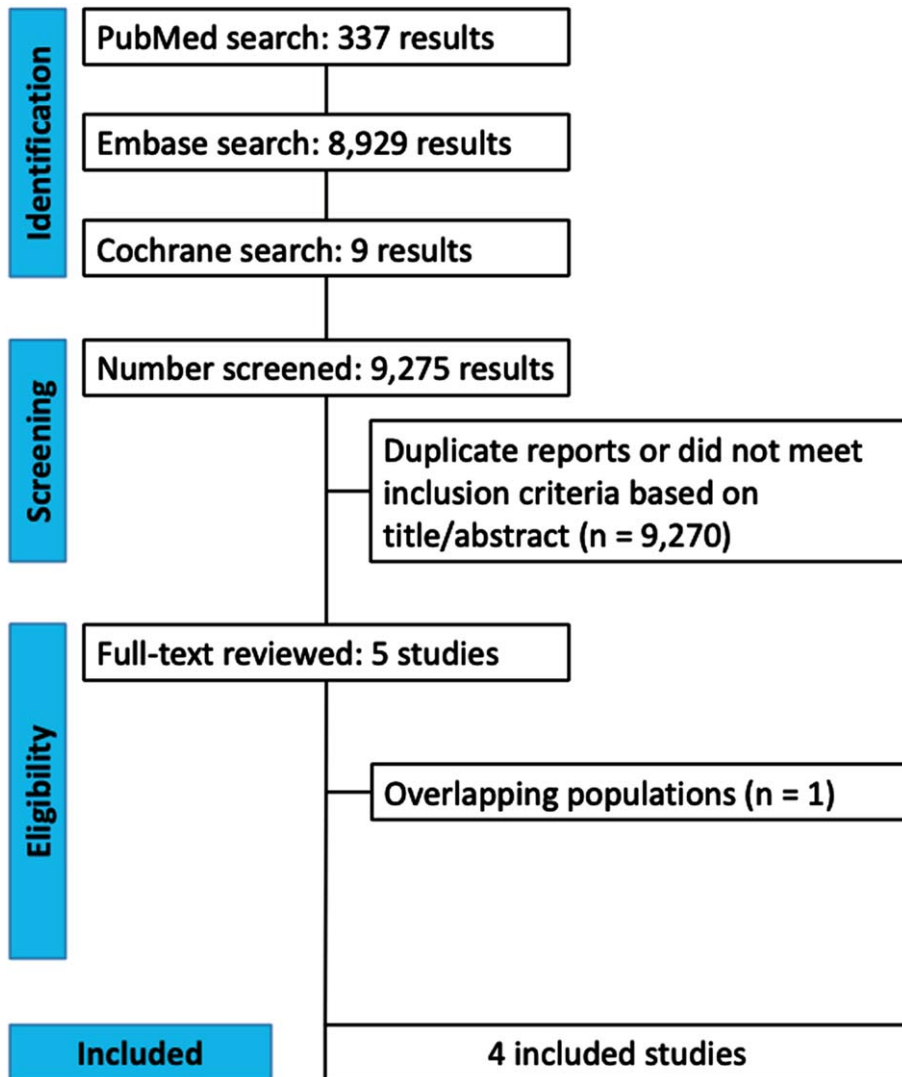 Identification
PubMed search: 337 results
Embase search: 8,929 results
Cochrane search: 9 results
Screening
Number screened: 9,275 results
Duplicate reports or did not meet
inclusion criteria based on
title/abstract (n = 9,270)
Eligibility
Full-text reviewed: 5 studies
Overlapping populations (n = 1)
Included
4 included studies